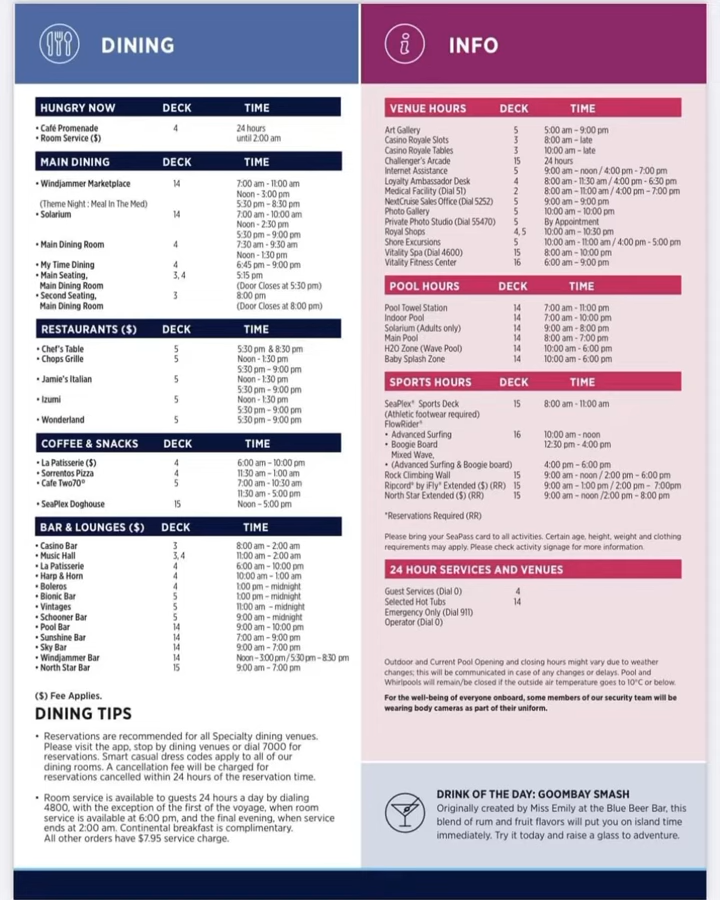 DINING
HUNGRY NOW DECK TIME
• Café Promenade 4 24 hours
• Room Service ($) until 2:00 am
MAIN DINING DECK TIME
• Windjammer Marketplace 14 7:00 am - 11:00 am
Noon - 3:00 pm
(Theme Night : Meal In The Med) 5:30 pm – 8:30 pm
• Solarium 14 7:00 am - 10:00 am
Noon - 2:30 pm
5:30 pm - 9:00 pm
• Main Dining Room 4 7:30 am - 9:30 am
Noon - 1:30 pm
• My Time Dining 4 6:45 pm – 9:00 pm
• Main Seating, 3, 4 5:15 pm
Main Dining Room (Door Closes at 5:30 pm)
• Second Seating, 3 8:00 pm
Main Dining Room (Door Closes at 8:00 pm)
RESTAURANTS ($) DECK TIME
• Chef's Table 5 5:30 pm & 8:30 pm
• Chops Grille 5 Noon - 1:30 pm
5:30 pm - 9:00 pm
• Jamie's Italian 5 Noon - 1:30 pm
5:30 pm - 9:00 pm
• Izumi 5 Noon - 1:30 pm
5:30 pm - 9:00 pm
• Wonderland 5 5:30 pm - 9:00 pm
COFFEE & SNACKS DECK TIME
• La Patisserie ($) 4 6:00 am – 10:00 pm
• Sorrentos Pizza 4 11:30 am – 1:00 am
• Cafe Two70° 5 7:00 am - 10:30 am
11:30 am - 5:00 pm
• SeaPlex Doghouse 15 Noon – 5:00 pm
BAR & LOUNGES ($) DECK TIME
• Casino Bar 3 8:00 am - 2:00 am
• Music Hall 3, 4 11:00 am – 2:00 am
• La Patisserie 4 6:00 am – 10:00 pm
• Harp & Horn 4 10:00 am - 1:00 am
• Boleros 4 1:00 pm - midnight
• Bionic Bar 5 1:00 pm – midnight
• Vintages 5 11:00 am – midnight
• Schooner Bar 5 9:00 am – midnight
• Pool Bar 14 9:00 am – 10:00 pm
• Sunshine Bar 14 7:00 am – 9:00 pm
• Sky Bar 14 9:00 am – 7:00 pm
• Windjammer Bar 14 Noon – 3:00 pm / 5:30 pm – 8:30 pm
• North Star Bar 15 9:00 am – 7:00 pm
($) Fee Applies.
DINING TIPS
• Reservations are recommended for all Specialty dining venues.
Please visit the app, stop by dining venues or dial 7000 for
reservations. Smart casual dress codes apply to all of our
dining rooms. A cancellation fee will be charged for
reservations cancelled within 24 hours of the reservation time.
• Room service is available to guests 24 hours a day by dialing
4800, with the exception of the first of the voyage, when room
service is available at 6:00 pm, and the final evening, when service
ends at 2:00 am. Continental breakfast is complimentary.
All other orders have $7.95 service charge.
i INFO
VENUE HOURS DECK TIME
Art Gallery 5 5:00 am – 9:00 pm
Casino Royale Slots 3 8:00 am – late
Casino Royale Tables 3 10:00 am – late
Challenger's Arcade 15 24 hours
Internet Assistance 5 9:00 am - noon / 4:00 pm - 7:00 pm
Loyalty Ambassador Desk 4 8:00 am - 11:30 am / 4:00 pm - 6:30 pm
Medical Facility (Dial 51) 2 8:00 am – 11:00 am / 4:00 pm – 7:00 pm
NextCruise Sales Office (Dial 5252) 5 9:00 am – 9:00 pm
Photo Gallery 5 10:00 am - 10:00 pm
Private Photo Studio (Dial 55470) 5 By Appointment
Royal Shops 4, 5 10:00 am - 10:30 pm
Shore Excursions 5 10:00 am - 11:00 am / 4:00 pm - 5:00 pm
Vitality Spa (Dial 4600) 15 8:00 am – 10:00 pm
Vitality Fitness Center 16 6:00 am – 9:00 pm
POOL HOURS DECK TIME
Pool Towel Station 14 7:00 am - 11:00 pm
Indoor Pool 14 7:00 am - 10:00 pm
Solarium (Adults only) 14 9:00 am - 8:00 pm
Main Pool 14 8:00 am - 7:00 pm
H2O Zone (Wave Pool) 14 10:00 am - 6:00 pm
Baby Splash Zone 14 10:00 am - 6:00 pm
SPORTS HOURS DECK TIME
SeaPlex® Sports Deck 15 8:00 am - 11:00 am
(Athletic footwear required)
FlowRider®
• Advanced Surfing 16 10:00 am - noon
• Boogie Board 12:30 pm - 4:00 pm
Mixed Wave,
• (Advanced Surfing & Boogie board) 4:00 pm – 6:00 pm
Rock Climbing Wall 15 9:00 am - noon / 2:00 pm – 6:00 pm
Ripcord® by iFly® Extended ($) (RR) 15 9:00 am – 1:00 pm / 2:00 pm – 7:00pm
North Star Extended ($) (RR) 15 9:00 am – noon /2:00 pm – 8:00 pm
*Reservations Required (RR)
Please bring your SeaPass card to all activities. Certain age, height, weight and clothing
requirements may apply. Please check activity signage for more information.
24 HOUR SERVICES AND VENUES
Guest Services (Dial 0) 4
Selected Hot Tubs 14
Emergency Only (Dial 911)
Operator (Dial 0)
Outdoor and Current Pool Opening and closing hours might vary due to weather
changes; this will be communicated in case of any changes or delays. Pool and
Whirlpools will remain/be closed if the outside air temperature goes to 10°C or below.
For the well-being of everyone onboard, some members of our security team will be
wearing body cameras as part of their uniform.
DRINK OF THE DAY: GOOMBAY SMASH
Originally created by Miss Emily at the Blue Beer Bar, this
blend of rum and fruit flavors will put you on island time
immediately. Try it today and raise a glass to adventure.